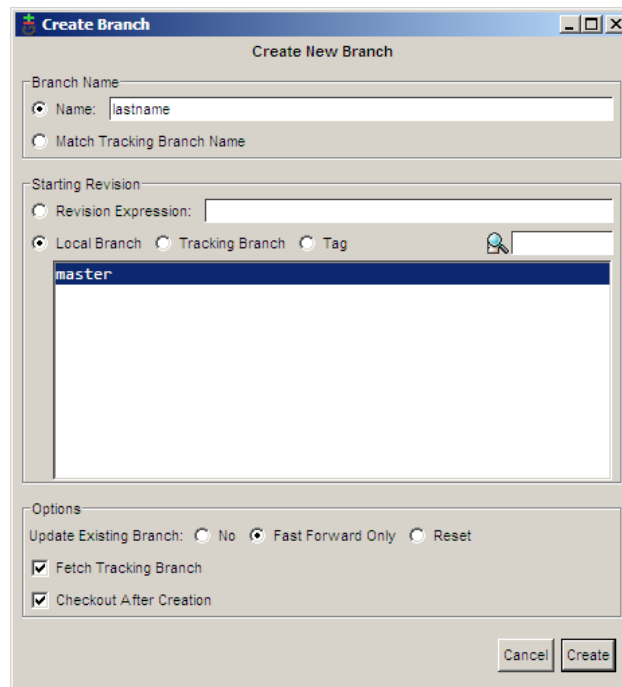 Create Branch
Create New Branch
Branch Name
Name: lastname
Match Tracking Branch Name
Starting Revision
Revision Expression:
Local Branch Tracking Branch Tag
master
Options
Update Existing Branch: No Fast Forward Only Reset
Fetch Tracking Branch
Checkout After Creation
Cancel Create